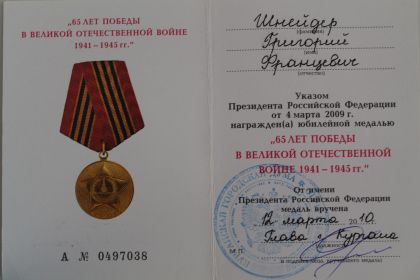 "65 ЛЕТ ПОБЕДЫ
В ВЕЛИКОЙ ОТЕЧЕСТВЕННОЙ ВОЙНЕ
1941–1945 гг."
А № 0497038
Шнейдер
(фамилия)
Григорий
(имя)
Францевич
(отчество)
Указом
Президента Российской Федерации
от 4 марта 2009 г.
награжден(а) юбилейной медалью
"65 ЛЕТ ПОБЕДЫ
В ВЕЛИКОЙ ОТЕЧЕСТВЕННОЙ
ВОЙНЕ 1941–1945 гг."
От имени
Президента Российской Федерации
медаль вручена
12 марта 2010 г.
Глава г. Кургана
М.П.